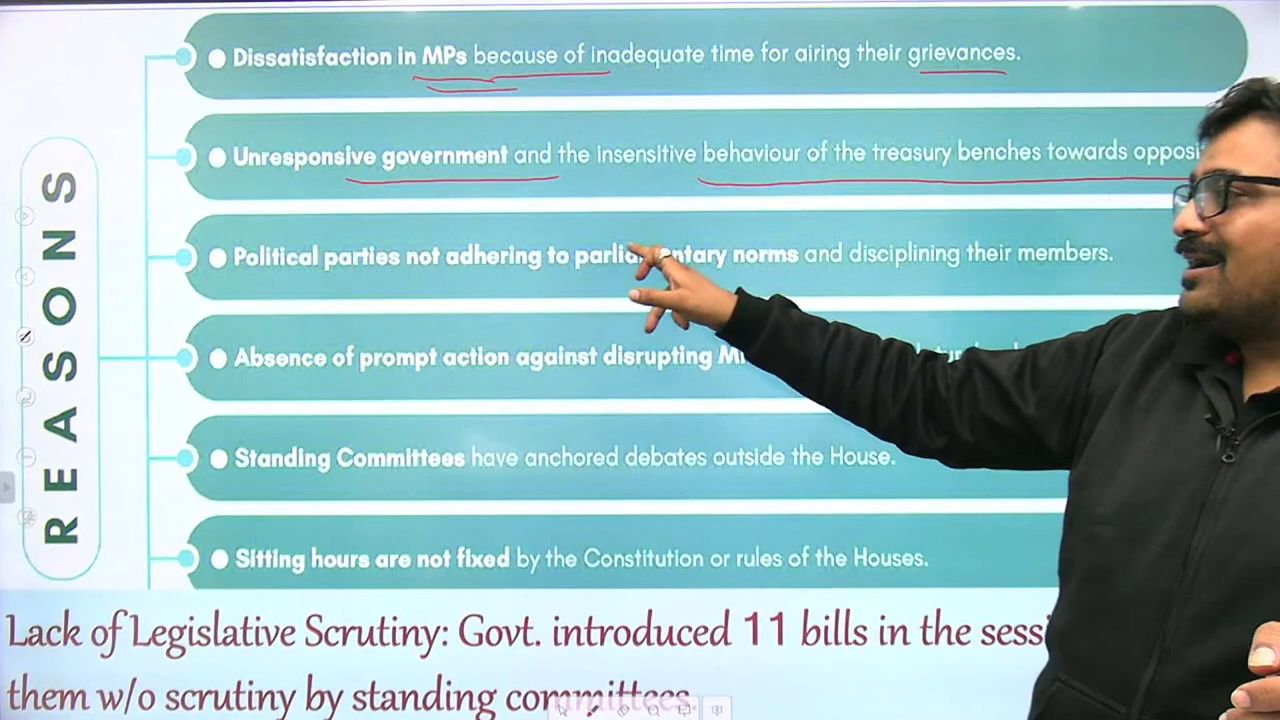 REASONS
Dissatisfaction in MPs because of inadequate time for airing their grievances.
Unresponsive government and the insensitive behaviour of the treasury benches towards
Political parties not adhering to parliamentary norms and disciplining their members.
Absence of prompt action against disrupting
Standing Committees have anchored debates outside the House.
Sitting hours are not fixed by the Constitution or rules of the Houses.
Lack of Legislative Scrutiny: Govt. introduced 11 bills in the
them w/o scrutiny by standing committees.